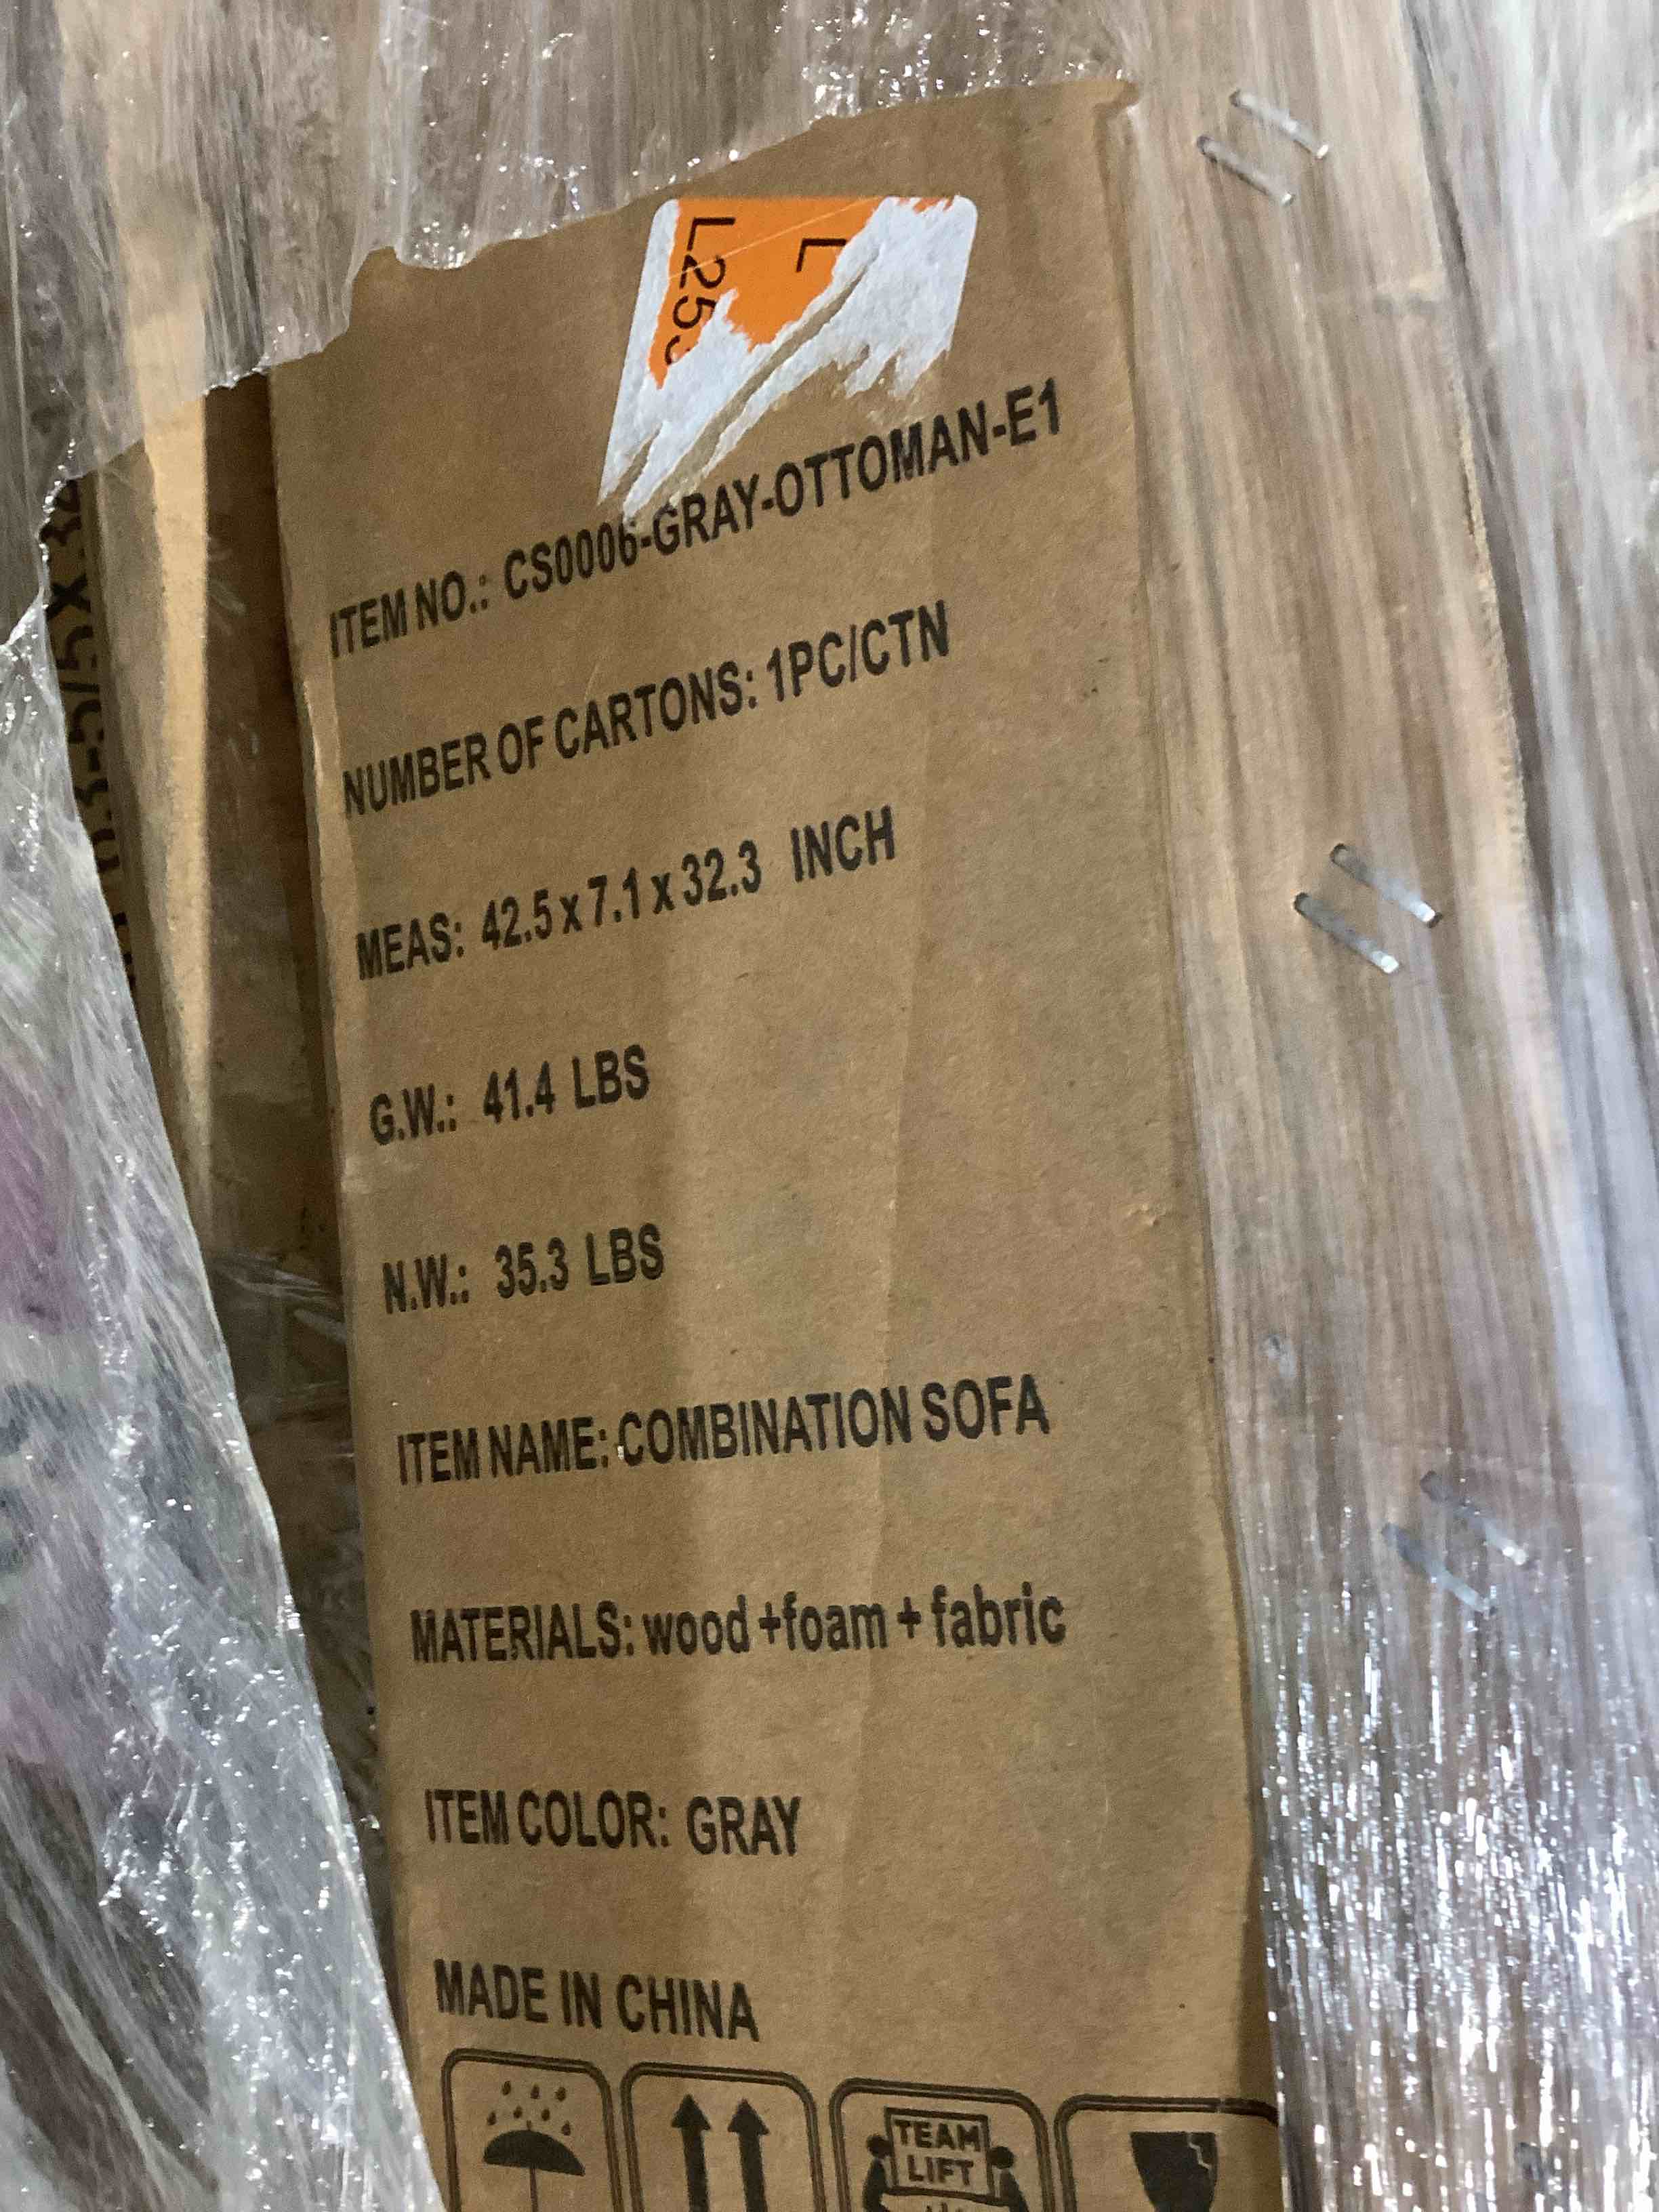 L
L25
ITEM NO.: CS0006-GRAY-OTTOMAN-E1
NUMBER OF CARTONS: 1PC/CTN
MEAS: 42.5 x 7.1 x 32.3 INCH
G.W.: 41.4 LBS
N.W.: 35.3 LBS
ITEM NAME: COMBINATION SOFA
MATERIALS: wood +foam + fabric
ITEM COLOR: GRAY
MADE IN CHINA
TEAM
LIFT